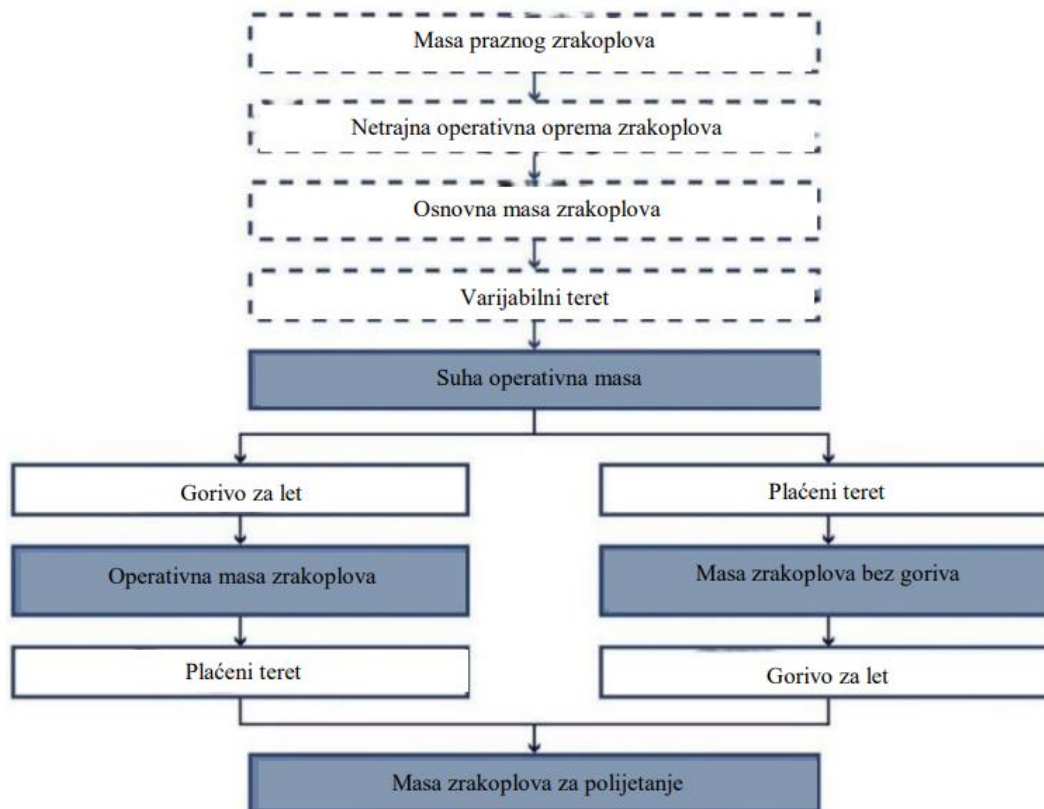 Masa praznog zrakoplova
Netrajna operativna oprema zrakoplova
Osnovna masa zrakoplova
Varijabilni teret
Suha operativna masa
Gorivo za let
Plaćeni teret
Operativna masa zrakoplova
Masa zrakoplova bez goriva
Plaćeni teret
Gorivo za let
Masa zrakoplova za polijetanje